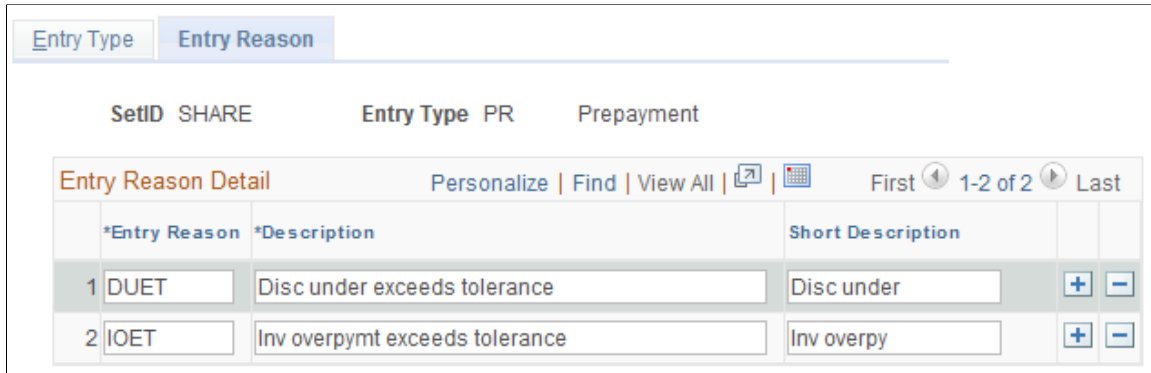 Entry Type Entry Reason
SetID SHARE Entry Type PR Prepayment
Entry Reason Detail Personalize | Find | View All | | First 1-2 of 2 Last
*Entry Reason *Description Short Description
1 DUET Disc under exceeds tolerance Disc under + −
2 IOET Inv overpymt exceeds tolerance Inv overpy + −